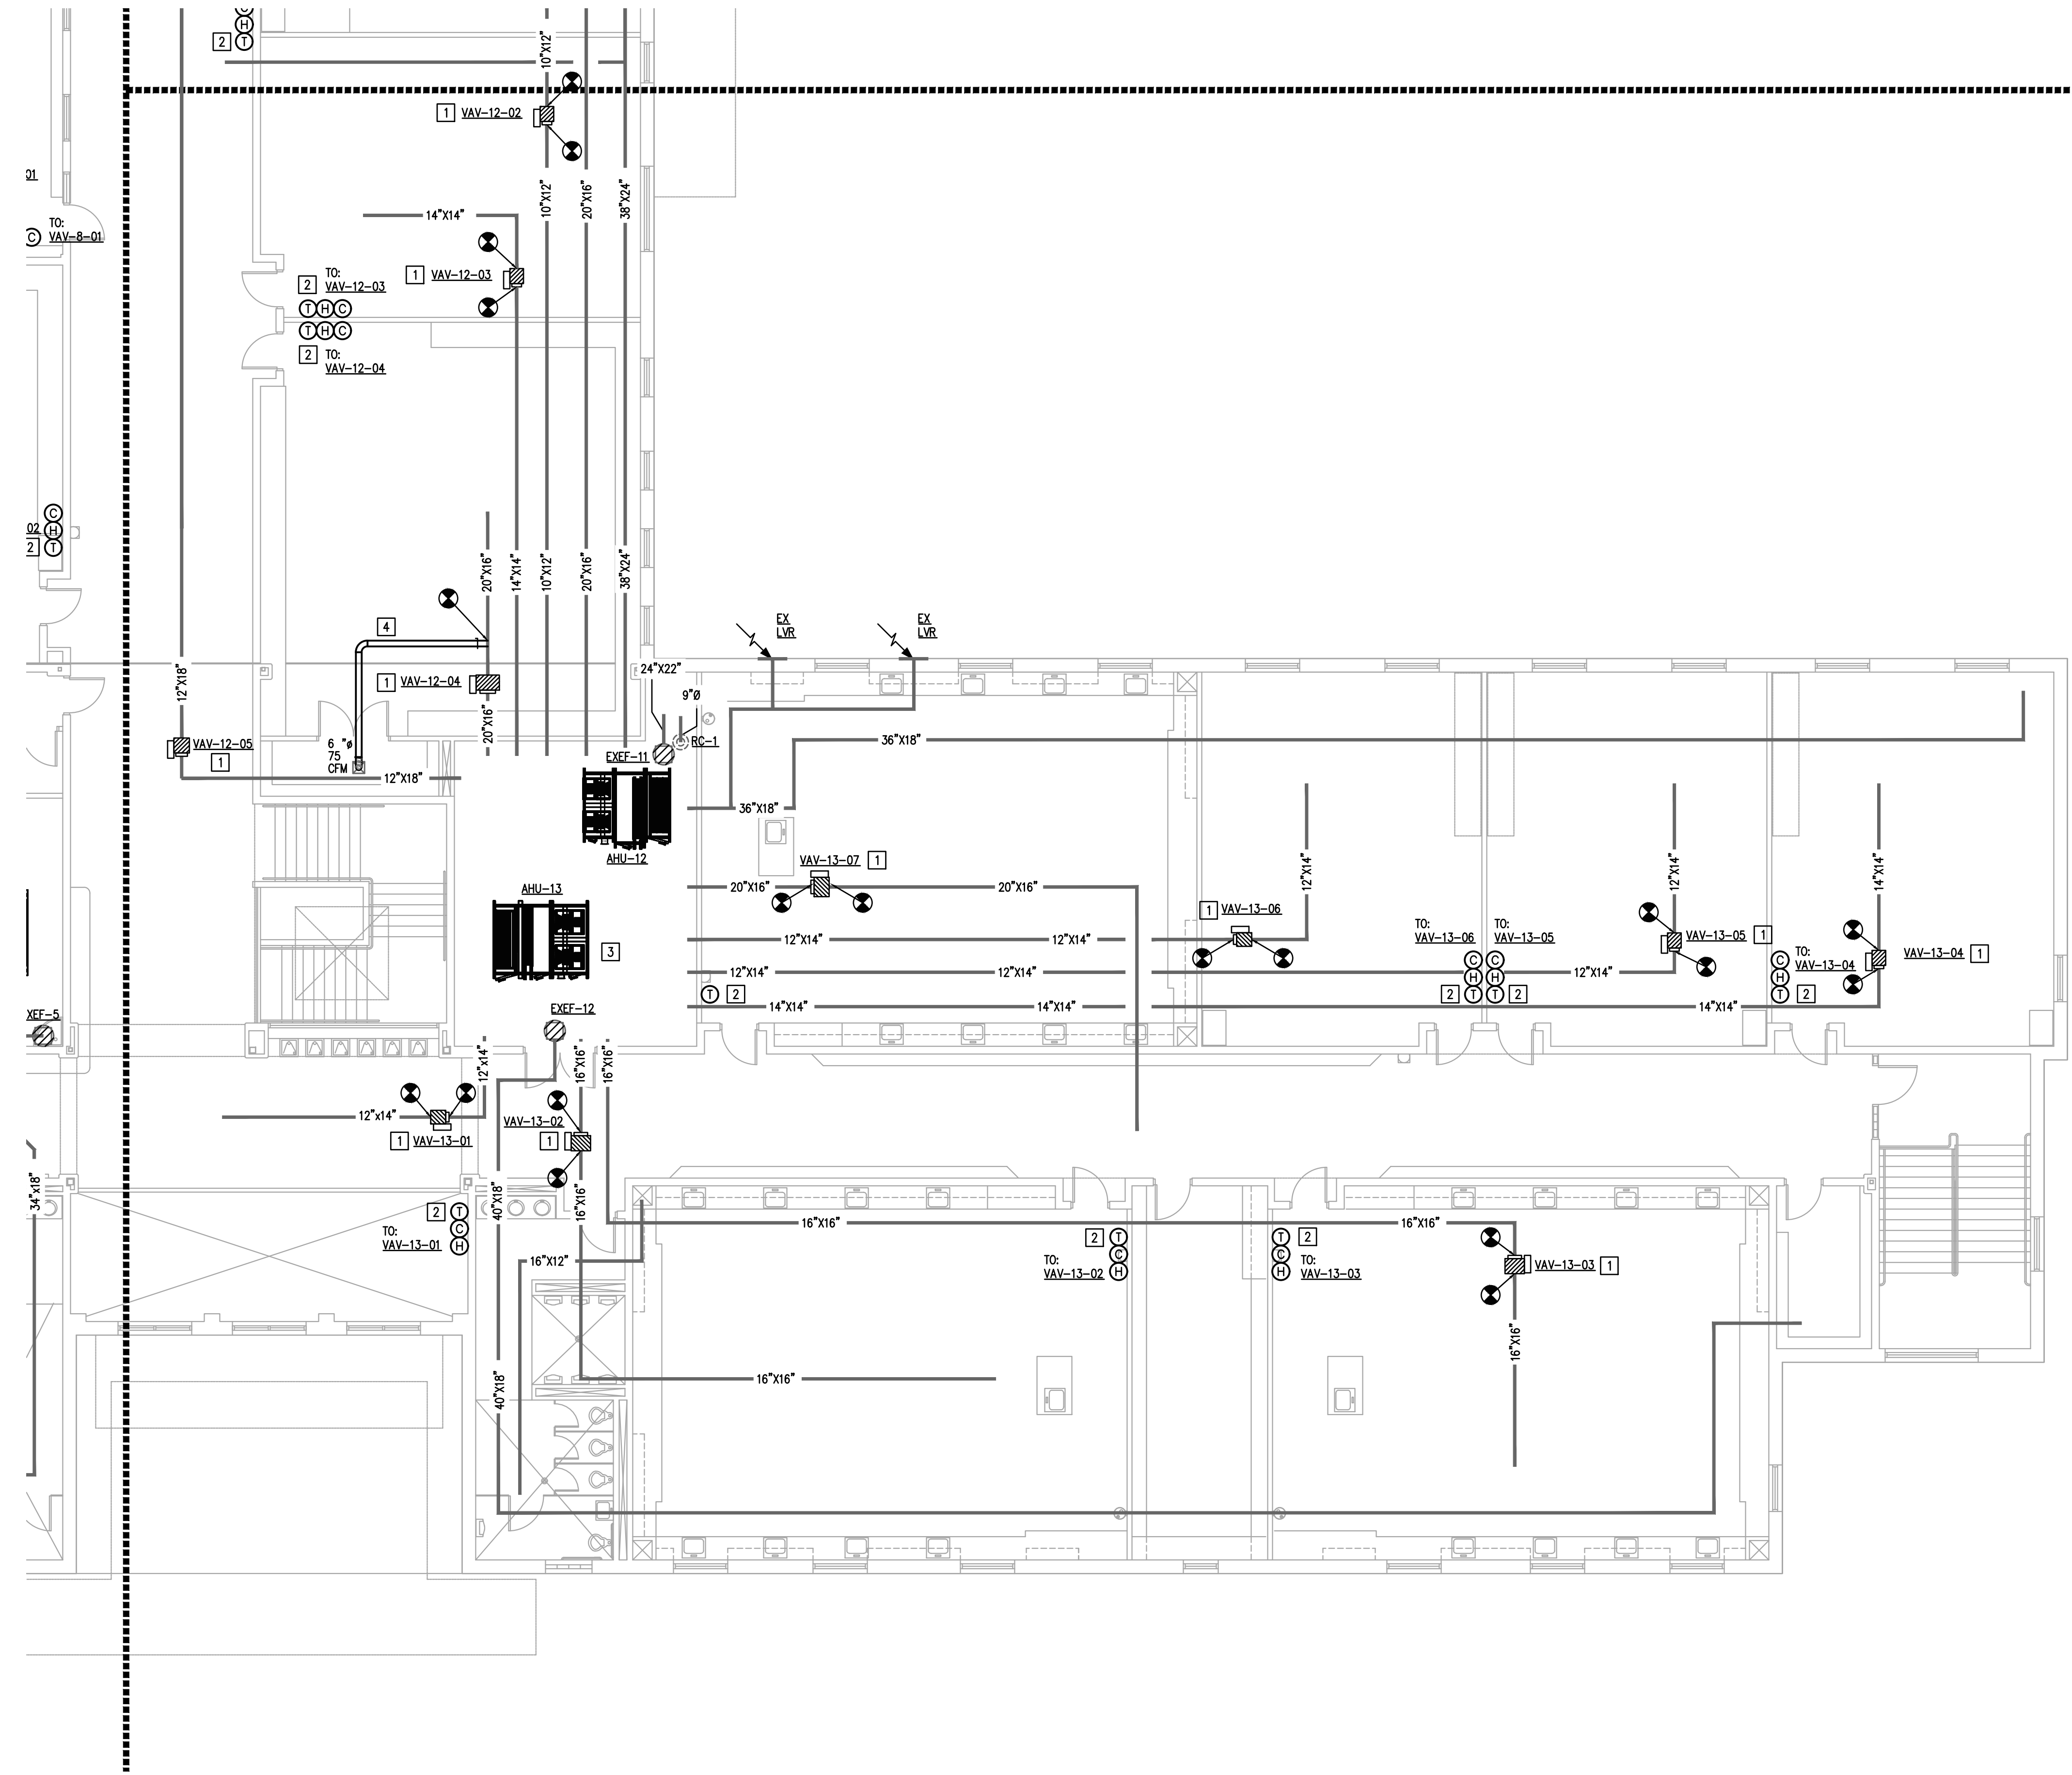 C
H
2 T
10"X12"
1 VAV-12-02
01
TO:
C VAV-8-01
10"X12"
20"X16"
38"X24"
14"X14"
1 VAV-12-03
2 TO:
VAV-12-03
T H C
T H C
2 TO:
VAV-12-04
C
02 H
2 T
20"X16"
14"X14"
10"X12"
20"X16"
38"X24"
4
EX
LVR
EX
LVR
12"X18"
1 VAV-12-04
24"X22"
9"Ø
20"X16"
VAV-12-05
1
6 "ø
75
CFM
RC-1
EXEF-11
36"X18"
12"X18"
36"X18"
AHU-12
VAV-13-07 1
20"X16"
20"X16"
12"X14"
12"X14"
14"X14"
AHU-13
3
1 VAV-13-06
12"X14"
12"X14"
TO:
VAV-13-06
TO:
VAV-13-05
VAV-13-05 1
TO:
VAV-13-04
VAV-13-04 1
C
H
2 T
C
H
T 2
C
H
T 2
12"X14"
12"X14"
12"X14"
T 2
14"X14"
14"X14"
14"X14"
XEF-5
EXEF-12
12"x14"
16"X16"
16"X16"
12"x14"
1 VAV-13-01
VAV-13-02
1
34"x18"
40"X18"
16"X16"
2 T
C
H
TO:
VAV-13-01
16"X16"
16"X16"
2 T
C
H
TO:
VAV-13-02
T 2
C
H
TO:
VAV-13-03
VAV-13-03 1
16"X12"
16"X16"
40"X18"
16"X16"